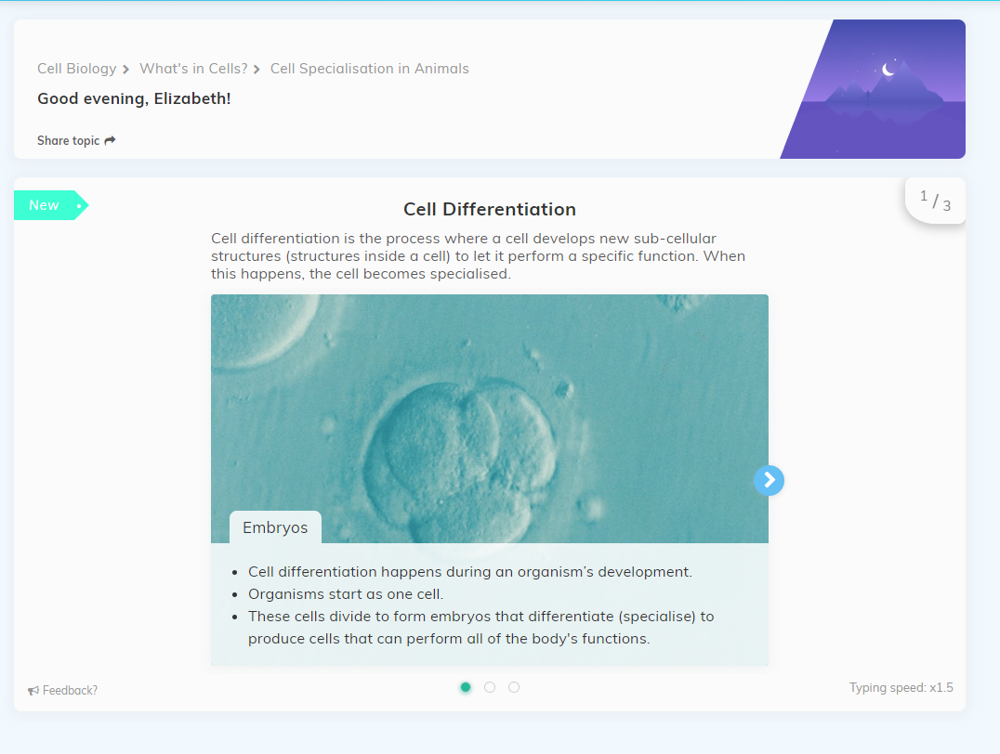 Cell Biology > What's in Cells? > Cell Specialisation in Animals
Good evening, Elizabeth!
Share topic
New
Cell Differentiation
1 / 3
Cell differentiation is the process where a cell develops new sub-cellular
structures (structures inside a cell) to let it perform a specific function. When
this happens, the cell becomes specialised.
Embryos
• Cell differentiation happens during an organism’s development.
• Organisms start as one cell.
• These cells divide to form embryos that differentiate (specialise) to
produce cells that can perform all of the body's functions.
Feedback?
Typing speed: x1.5